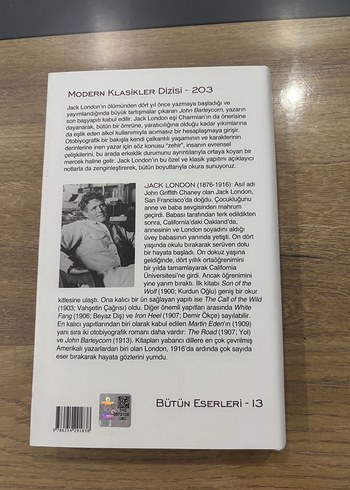 Modern Klasikler Dizisi - 203
Jack London'ın ölümünden dört yıl önce yazmaya başladığı ve
yayımlandığında büyük tartışmalar çıkaran John Barleycorn, yazarın
son başyapıtı kabul edilir. Jack London eşi Charmian'ın da önerisine
dayanarak, bütün bir ömrüne, yaratıcılığına olduğu kadar yıkımlarına
da eşlik eden alkol kullanımıyla acımasız bir hesaplaşmaya girişir.
Otobiyografik bir bakışla kendi çalkantılı yaşamının ve karakterinin
derinlerine inen yazar için söz konusu "zehir", insanın evrensel
çelişkilerini, bu arada erkeklik durumunu ayrıntılarıyla ortaya koyan bir
mercek haline gelir. Jack London'ın bu özel ve klasik yapıtını açıklayıcı
notlarla da zenginleştirerek, bütün boyutlarıyla okura sunuyoruz.
JACK LONDON (1876-1916): Asıl adı
John Griffith Chaney olan Jack London,
San Francisco'da doğdu. Çocukluğunu
anne ve baba sevgisinden mahrum
geçirdi. Babası tarafından terk edildikten
sonra, California'daki Oakland'da,
annesinin ve London soyadını aldığı
üvey babasının yanında yetişti. On dört
yaşında okulu bırakarak serüven dolu
bir hayata başladı. On dokuz yaşına
geldiğinde, dört yıllık ortaöğrenimini
bir yılda tamamlayarak California
Üniversitesi'ne girdi. Ancak öğrenimini
yine yarım bıraktı. İlk kitabı Son of the
Wolf (1900; Kurdun Oğlu) geniş bir okur
kitlesine ulaştı. Ona kalıcı bir ün sağlayan yapıtı ise The Call of the Wild
(1903; Vahşetin Çağrısı) oldu. Diğer önemli yapıtları arasında White
Fang (1906; Beyaz Diş) ve Iron Heel (1907; Demir Ökçe) sayılabilir.
En kalıcı yapıtlarından biri olarak kabul edilen Martin Eden'ın (1909)
yanı sıra iki otobiyografik romanı daha vardır: The Road (1907; Yol)
ve John Barleycorn (1913). Kitapları yabancı dillere en çok çevrilmiş
Amerikalı yazarlardan biri olan London, 1916'da ardında çok sayıda
eser bırakarak hayata gözlerini yumdu.
Bütün Eserleri - 13